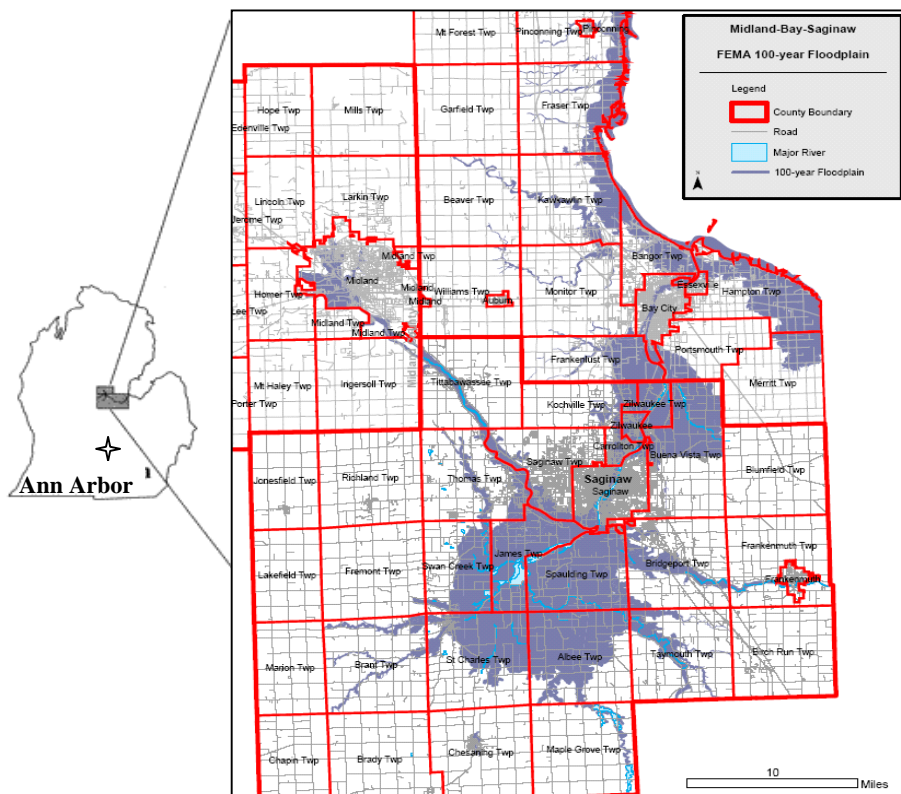 Midland-Bay-Saginaw
FEMA 100-year Floodplain
Legend
County Boundary
Road
Major River
100-year Floodplain
Mt Forest Twp
Pinconning Twp
Pinconning
Hope Twp
Mills Twp
Garfield Twp
Fraser Twp
Edenville Twp
Lincoln Twp
Larkin Twp
Beaver Twp
Kawkawlin Twp
Jerome Twp
Midland Twp
Bangor Twp
Midland
Homer Twp
Midland
Midland
Williams Twp
Auburn
Monitor Twp
Essexville
Hampton Twp
Bay City
Lee Twp
Midland Twp
Midland Twp
Portsmouth Twp
Frankenlust Twp
Merritt Twp
Mt Haley Twp
Ingersoll Twp
Tittabawassee Twp
Porter Twp
Kochville Twp
Zilwaukee Twp
Zilwaukee
Carrollton Twp
Buena Vista Twp
Saginaw Twp
Blumfield Twp
Jonesfield Twp
Richland Twp
Thomas Twp
Saginaw
Saginaw
Ann Arbor
Lakefield Twp
Fremont Twp
Swan Creek Twp
James Twp
Spaulding Twp
Bridgeport Twp
Frankenmuth Twp
Frankenmuth
Marion Twp
Brant Twp
St Charles Twp
Albee Twp
Taymouth Twp
Birch Run Twp
Chapin Twp
Brady Twp
Chesaning Twp
Maple Grove Twp
10
Miles